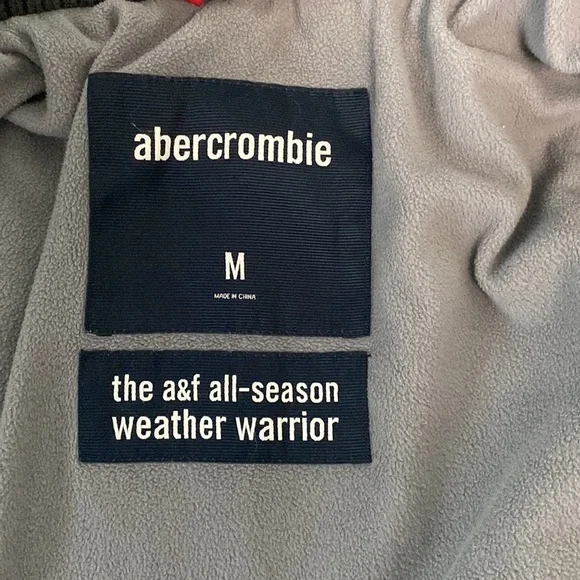 abercrombie
M
MADE IN CHINA
the a&f all-season
weather warrior